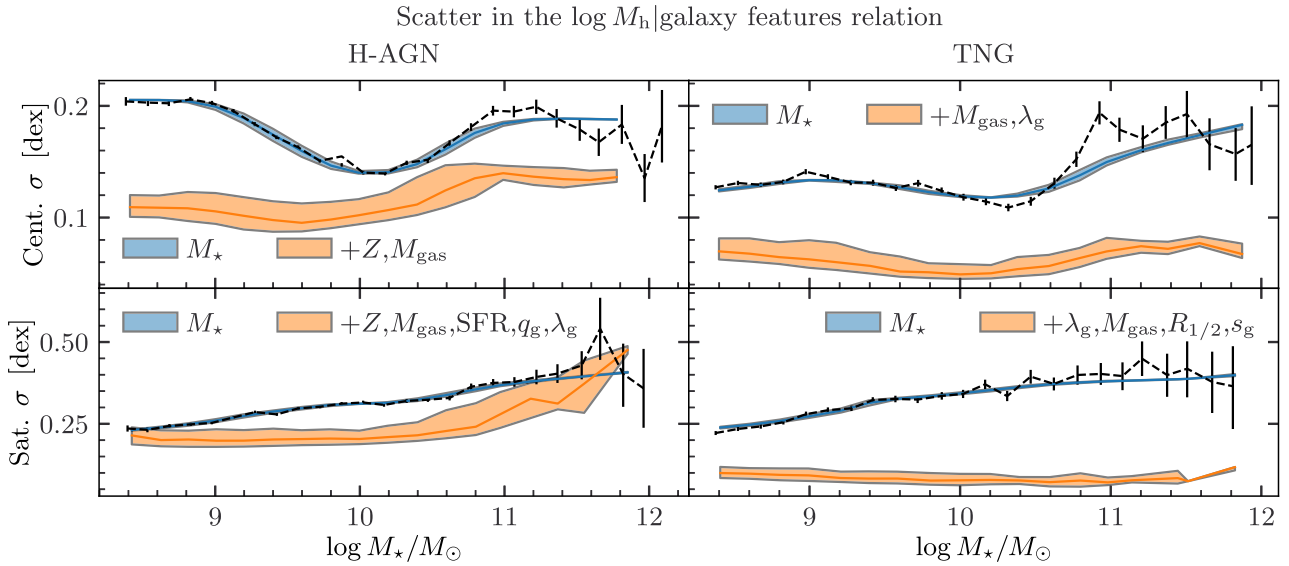 Scatter in the log M_h|galaxy features relation
H-AGN TNG
Cent. σ [dex]
0.2
0.1
M⋆ +Z,M_gas
M⋆ +M_gas,λ_g
Sat. σ [dex]
0.50
0.25
M⋆ +Z,M_gas,SFR,q_g,λ_g
M⋆ +λ_g,M_gas,R_1/2,s_g
9 10 11 12 9 10 11 12
log M⋆/M⊙ log M⋆/M⊙